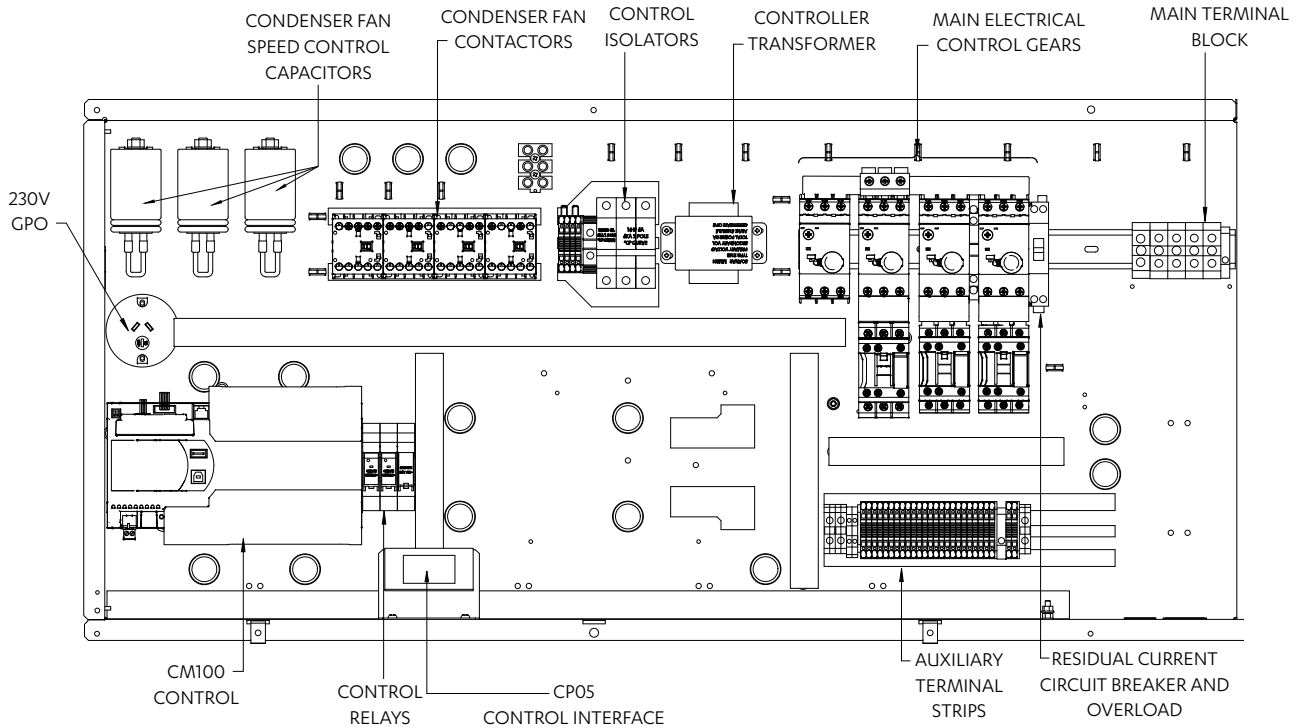 CONDENSER FAN
SPEED CONTROL
CAPACITORS
CONDENSER FAN
CONTACTORS
CONTROL
ISOLATORS
CONTROLLER
TRANSFORMER
MAIN ELECTRICAL
CONTROL GEARS
MAIN TERMINAL
BLOCK
230V
GPO
CM100
CONTROL
CONTROL
RELAYS
CP05
CONTROL INTERFACE
AUXILIARY
TERMINAL
STRIPS
RESIDUAL CURRENT
CIRCUIT BREAKER AND
OVERLOAD